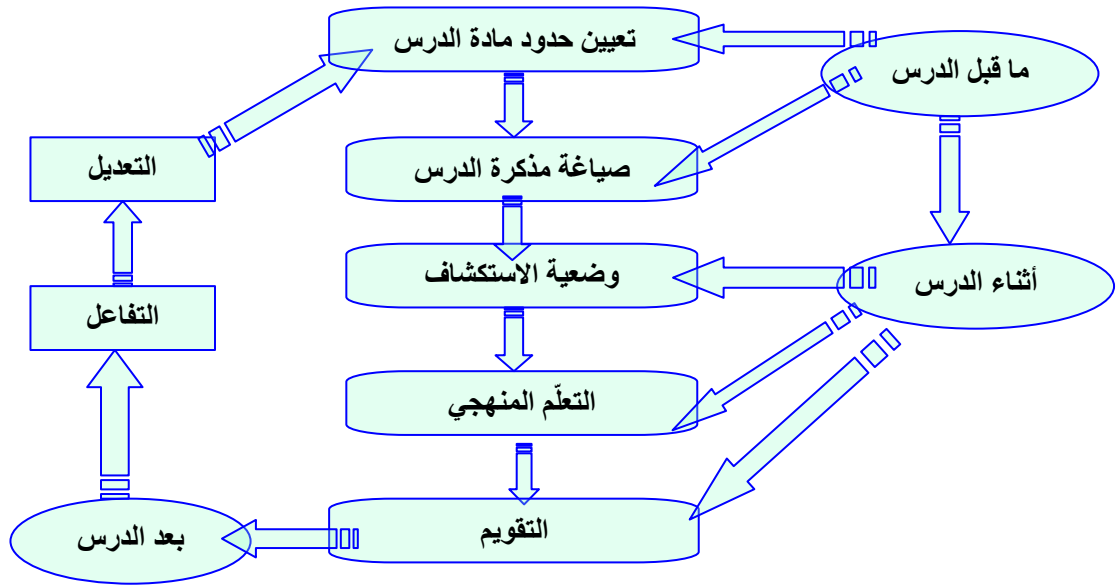 تعيين حدود مادة الدرس
ما قبل الدرس
التعديل
صياغة مذكرة الدرس
وضعية الاستكشاف
أثناء الدرس
التفاعل
التعلّم المنهجي
التقويم
بعد الدرس